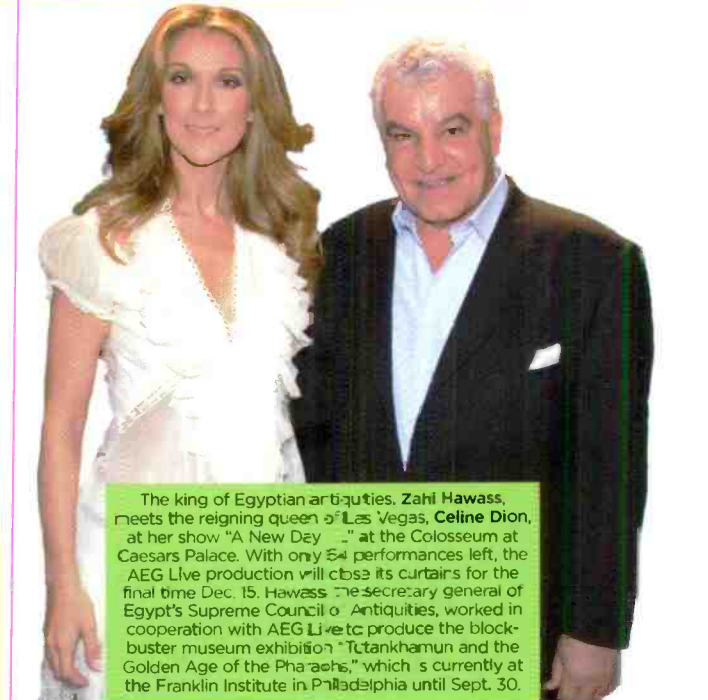 The king of Egyptian antiquties, Zahi Hawass,
meets the reigning queen of Las Vegas, Celine Dion,
at her show "A New Day ..." at the Colosseum at
Caesars Palace. With only 54 performances left, the
AEG Live production will close its curtains for the
final time Dec. 15. Hawass the secretary general of
Egypt's Supreme Council of Antiquities, worked in
cooperation with AEG Live to produce the block-
buster museum exhibition "Tutankhamun and the
Golden Age of the Pharaohs," which is currently at
the Franklin Institute in Philadelphia until Sept. 30.